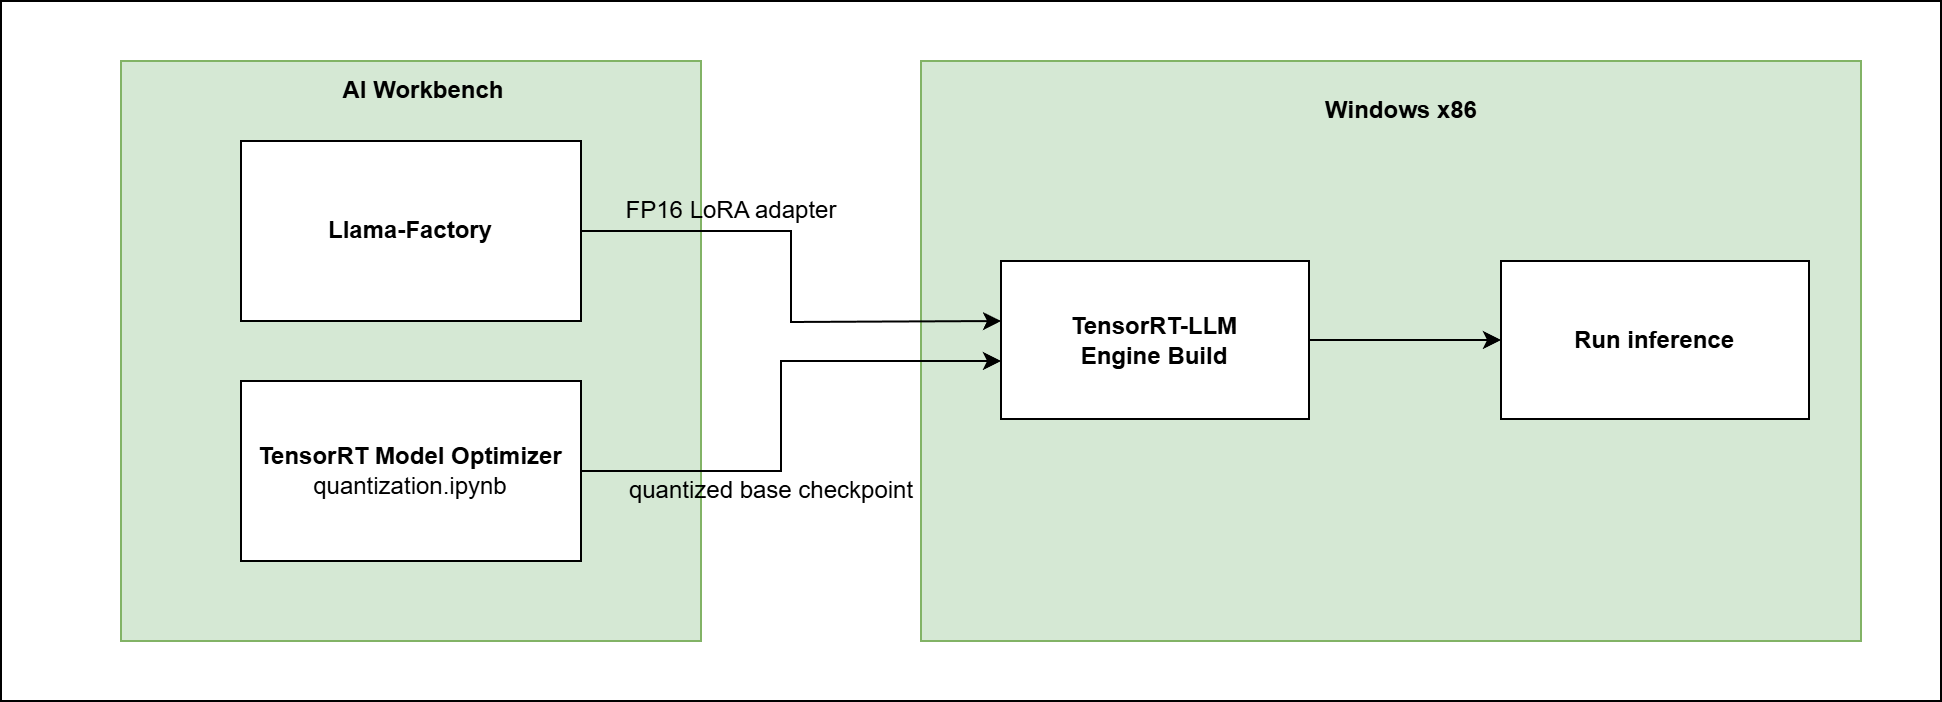 AI Workbench
Llama-Factory
FP16 LoRA adapter
TensorRT Model Optimizer
quantization.ipynb
quantized base checkpoint
Windows x86
TensorRT-LLM
Engine Build
Run inference